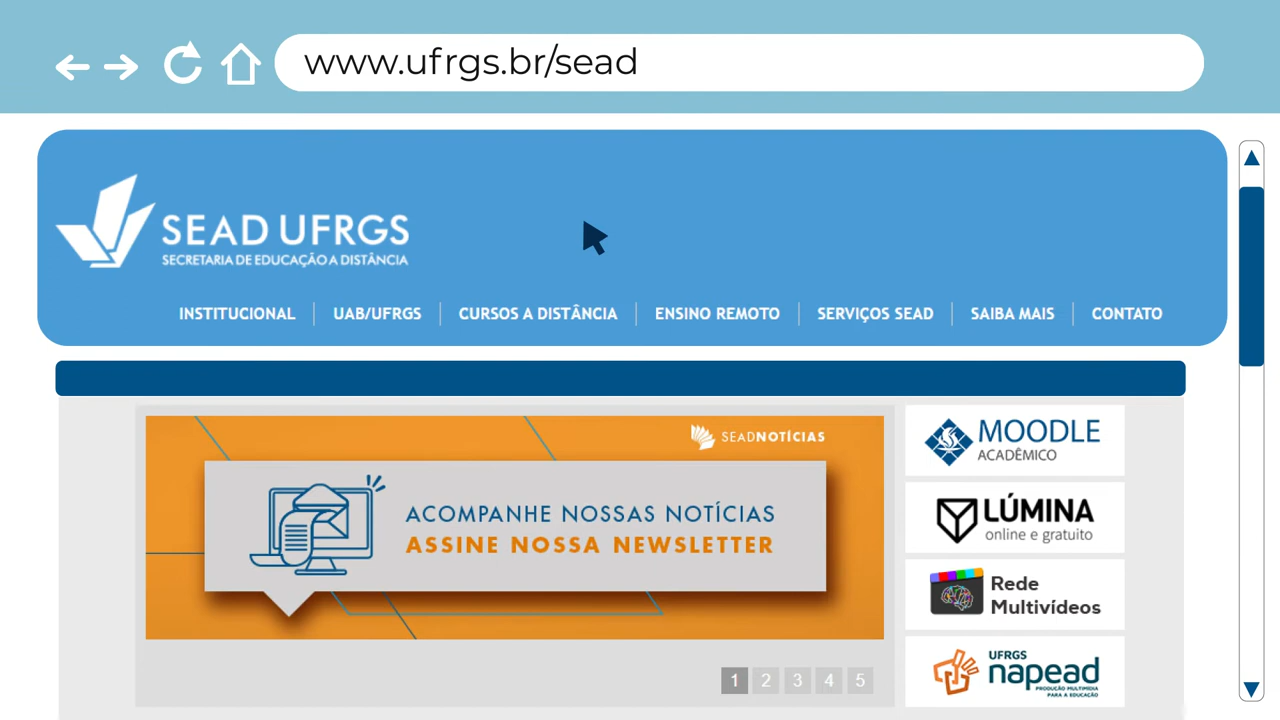 www.ufrgs.br/sead
SEAD UFRGS
SECRETARIA DE EDUCAÇÃO A DISTÂNCIA
INSTITUCIONAL UAB/UFRGS CURSOS A DISTÂNCIA ENSINO REMOTO SERVIÇOS SEAD SAIBA MAIS CONTATO
SEADNOTÍCIAS
ACOMPANHE NOSSAS NOTÍCIAS
ASSINE NOSSA NEWSLETTER
1 2 3 4 5
MOODLE
ACADÊMICO
LÚMINA
online e gratuito
Rede
Multivídeos
UFRGS
napead
PRODUÇÃO MULTIMÍDIA
PARA A EDUCAÇÃO